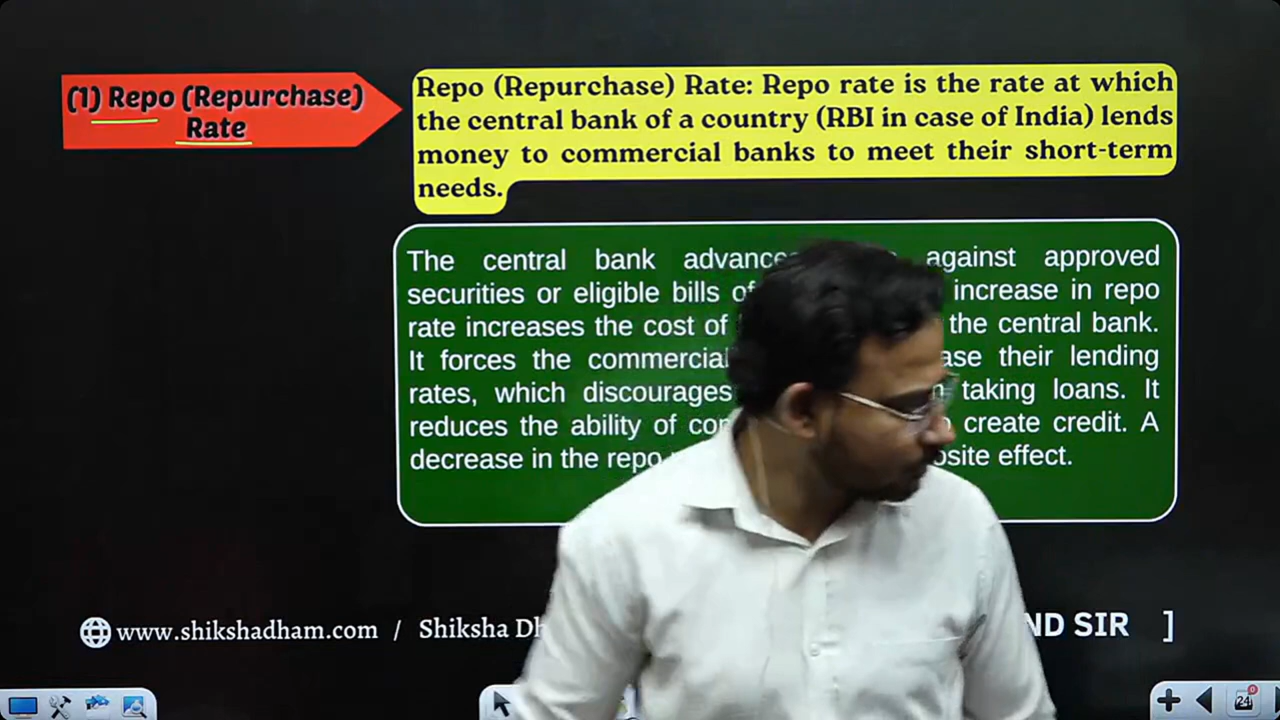 (1) Repo (Repurchase)
Rate
Repo (Repurchase) Rate: Repo rate is the rate at which
the central bank of a country (RBI in case of India) lends
money to commercial banks to meet their short-term
needs.
The central bank advances against approved
securities or eligible bills of increase in repo
rate increases the cost of the central bank.
It forces the commercial their lending
rates, which discourages taking loans. It
reduces the ability of create credit. A
decrease in the repo effect.
www.shikshadham.com / Shiksha SIR ]
24
0